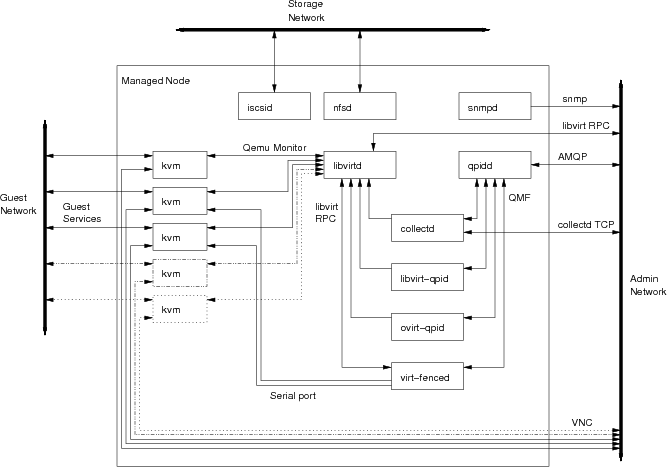 Storage
Network
Managed Node
iscsid
nfsd
snmpd
snmp
libvirt RPC
Qemu Monitor
kvm
libvirtd
qpidd
AMQP
Guest
Network
Guest
Services
kvm
libvirt
RPC
QMF
kvm
collectd
collectd TCP
kvm
libvirt-qpid
Admin
Network
kvm
ovirt-qpid
virt-fenced
Serial port
VNC